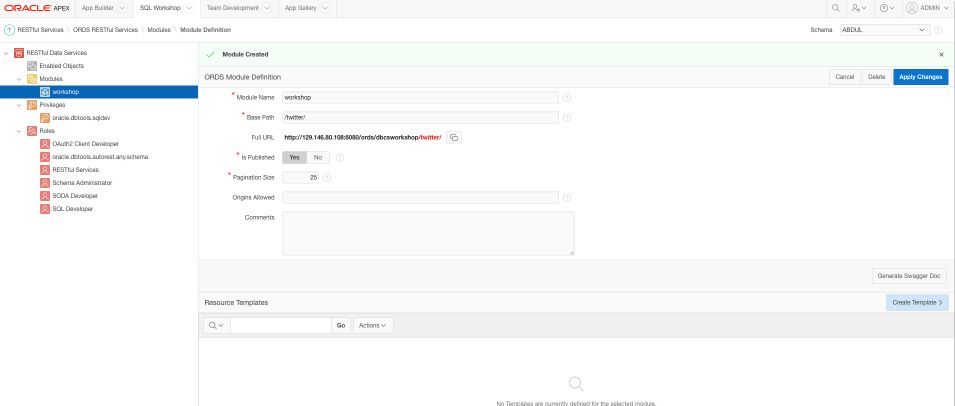 ORACLE APEX App Builder SQL Workshop Team Development App Gallery ADMIN
RESTful Services \ ORDS RESTful Services \ Modules \ Module Definition Schema ABDUL
RESTful Data Services
Enabled Objects
Modules
workshop
Privileges
oracle.dbtools.sqldev
Roles
OAuth2 Client Developer
oracle.dbtools.autorest.any.schema
RESTful Services
Schema Administrator
SODA Developer
SQL Developer
Module Created
ORDS Module Definition Cancel Delete Apply Changes
* Module Name workshop
* Base Path /twitter/
Full URL http://129.146.80.108:8080/ords/dbcsworkshop/twitter/
* Is Published Yes No
* Pagination Size 25
Origins Allowed
Comments
Generate Swagger Doc
Resource Templates Create Template >
Go Actions
No Templates are currently defined for the selected module.